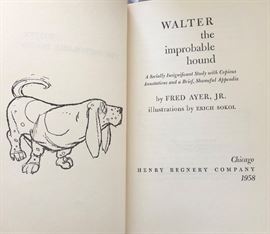 WALTER
the
improbable
hound
A Socially Insignificant Study with Copious
Annotations and a Brief, Shameful Appendix
by FRED AYER, JR.
illustrations by ERICH SOKOL
Chicago
HENRY REGNERY COMPANY
1958